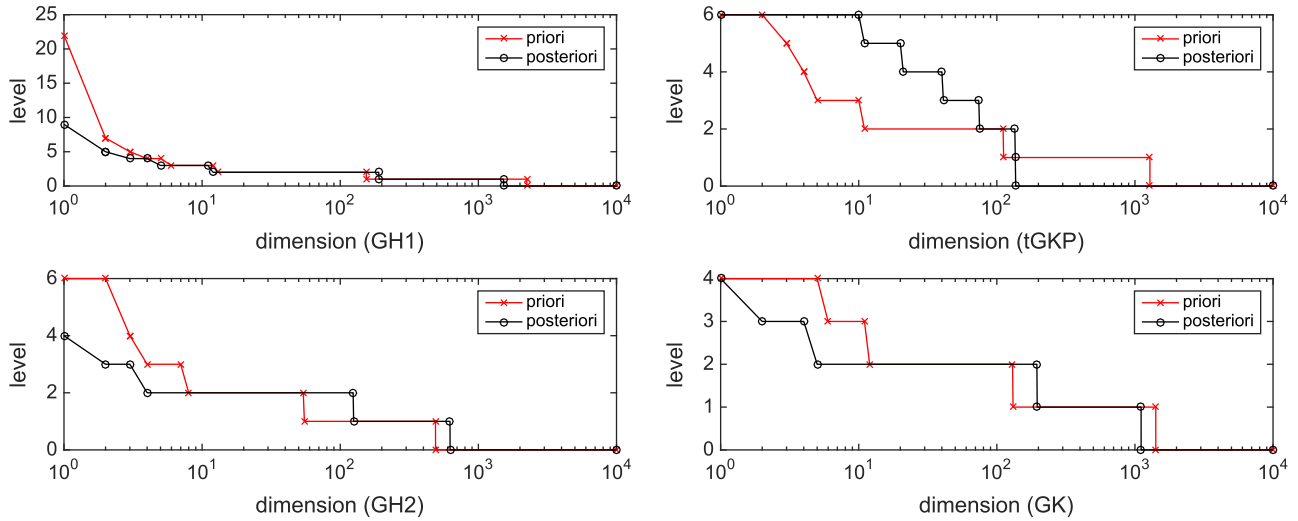 25
20
15
10
5
0
level
priori
posteriori
10^0 10^1 10^2 10^3 10^4
dimension (GH1)
6
4
2
0
level
priori
posteriori
10^0 10^1 10^2 10^3 10^4
dimension (tGKP)
6
4
2
0
level
priori
posteriori
10^0 10^1 10^2 10^3 10^4
dimension (GH2)
4
3
2
1
0
level
priori
posteriori
10^0 10^1 10^2 10^3 10^4
dimension (GK)